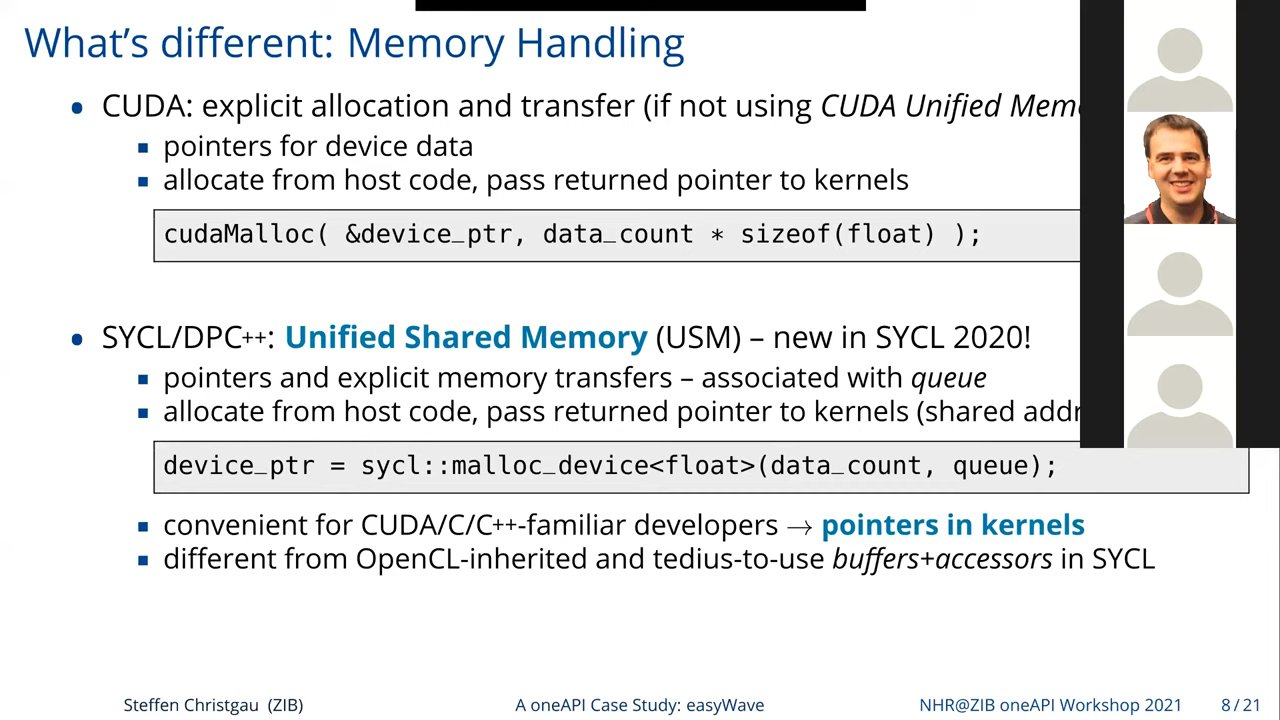 What's different: Memory Handling
• CUDA: explicit allocation and transfer (if not using CUDA Unified
▪ pointers for device data
▪ allocate from host code, pass returned pointer to kernels
cudaMalloc( &device_ptr, data_count * sizeof(float) );
• SYCL/DPC++: Unified Shared Memory (USM) – new in SYCL 2020!
▪ pointers and explicit memory transfers – associated with queue
▪ allocate from host code, pass returned pointer to kernels (shared
device_ptr = sycl::malloc_device<float>(data_count, queue);
▪ convenient for CUDA/C/C++-familiar developers → pointers in kernels
▪ different from OpenCL-inherited and tedius-to-use buffers+accessors in SYCL
Steffen Christgau (ZIB) A oneAPI Case Study: easyWave NHR@ZIB oneAPI Workshop 2021 8 / 21